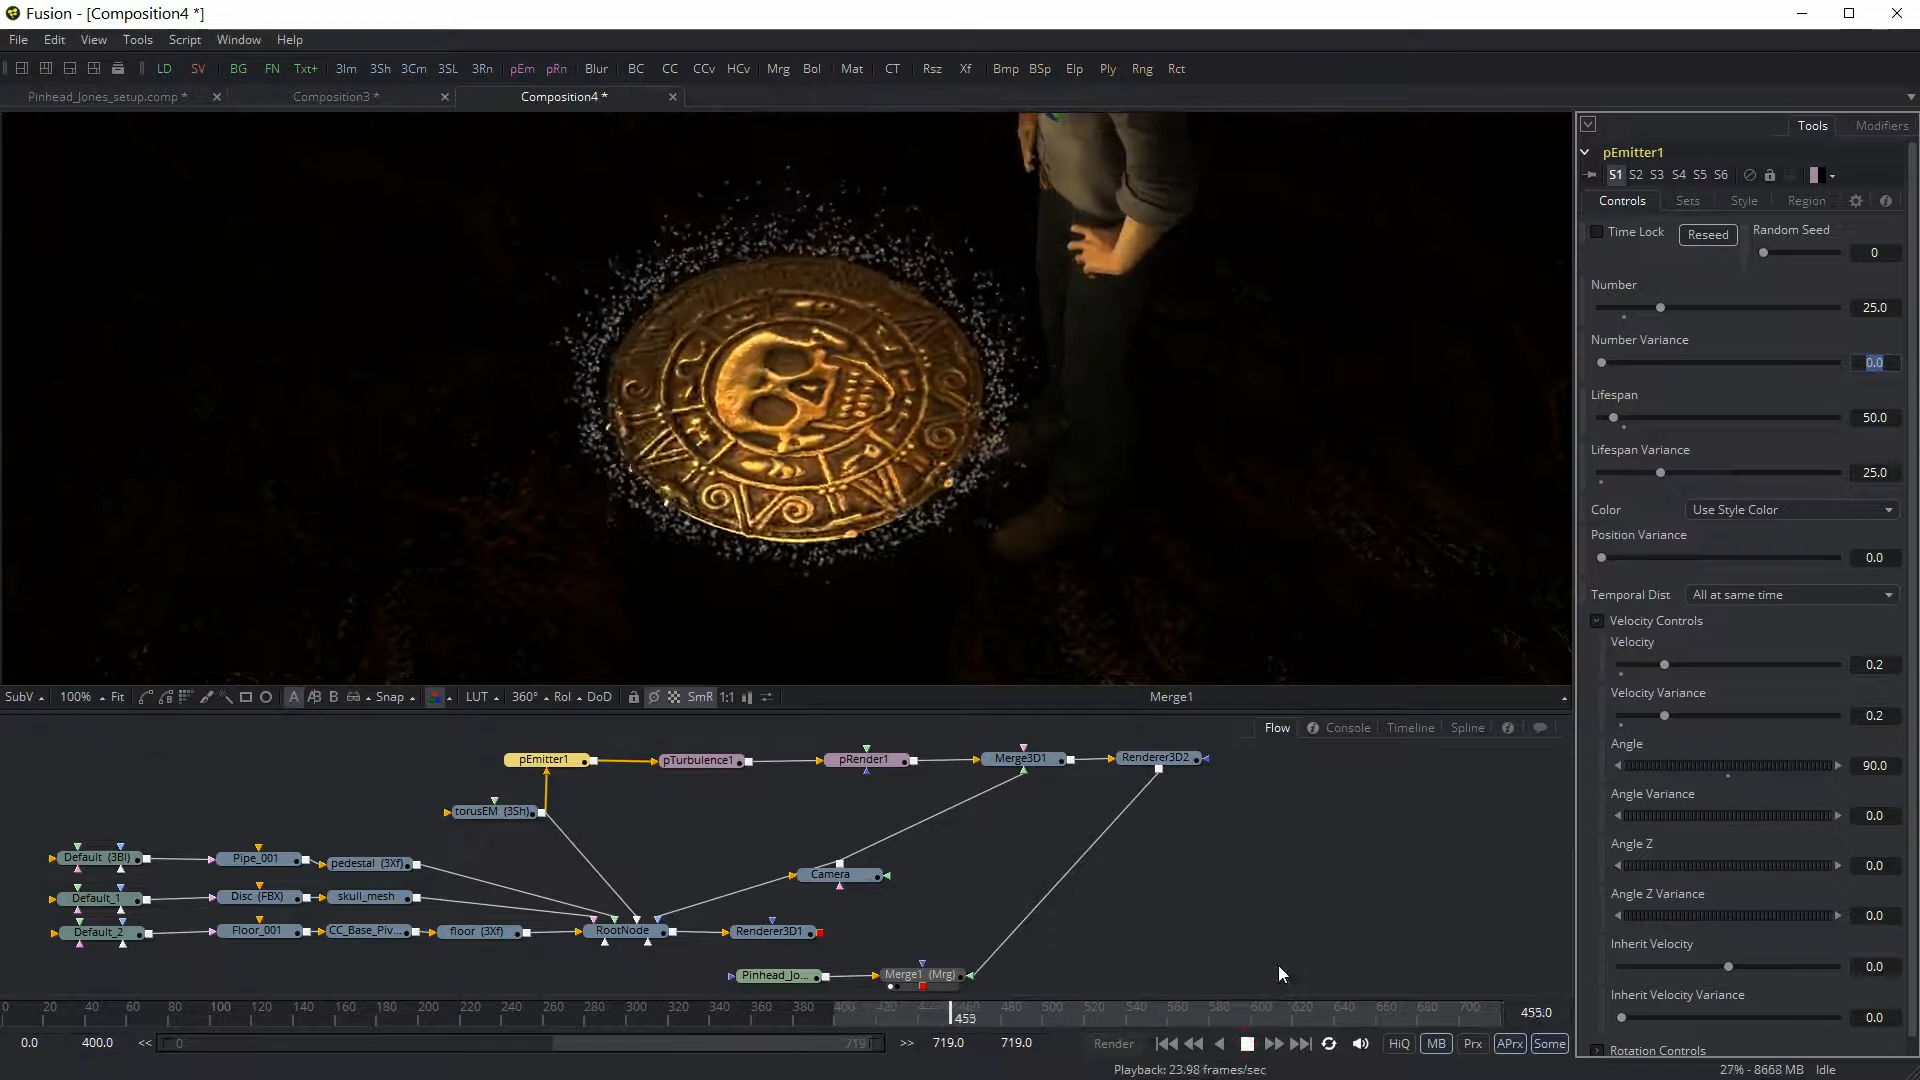 Fusion - [Composition4 *]
File Edit View Tools Script Window Help
LD SV BG FN Txt+ 3Im 3Sh 3Cm 3SL 3Rn pEm pRn Blur BC CC CCv HCv Mrg Bol Mat CT Rsz Xf Bmp BSp Elp Ply Rng Rct
Pinhead_Jones_setup.comp * Composition3 * Composition4 *
Tools Modifiers
pEmitter1
S1 S2 S3 S4 S5 S6
Controls Sets Style Region
Time Lock Reseed Random Seed
0
Number
25.0
Number Variance
0.0
Lifespan
50.0
Lifespan Variance
25.0
Color Use Style Color
Position Variance
0.0
Temporal Dist All at same time
Velocity Controls
Velocity
0.2
Velocity Variance
0.2
Angle
90.0
Angle Variance
0.0
Angle Z
0.0
Angle Z Variance
0.0
Inherit Velocity
0.0
Inherit Velocity Variance
0.0
Rotation Controls
SubV 100% Fit A AB B Snap LUT 360° RoI DoD SmR 1:1 Merge1
Flow Console Timeline Spline
pEmitter1 pTurbulence1 pRender1 Merge3D1 Renderer3D2
torusEM (3Sh)
Default (3Bl) Pipe_001 pedestal (3Xf) Camera
Default_1 Disc (FBX) skull_mesh
Default_2 Floor_001 CC_Base_Piv... floor (3Xf) RootNode Renderer3D1
Pinhead_Jo... Merge1 (Mrg)
0 20 40 60 80 100 120 140 160 180 200 220 240 260 280 300 320 340 360 380 400 420 460 480 500 520 540 560 580 600 620 640 660 680 700
455 455.0
0.0 400.0 << 0 719 >> 719.0 719.0 Render HiQ MB Prx APrx Some
Playback: 23.98 frames/sec 27% - 8668 MB Idle